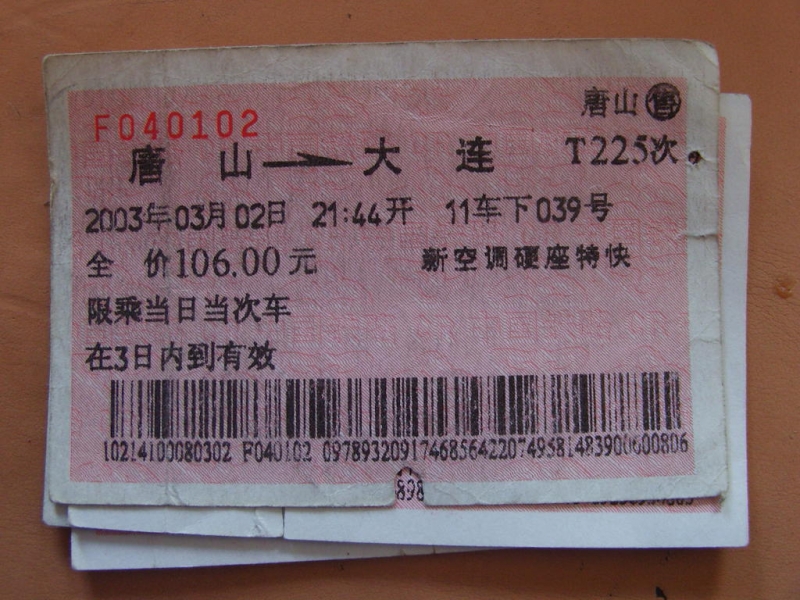 唐山 售
F040102
唐山→大连 T225次
2003年03月02日 21:44开 11车下039号
全 价106.00元 新空调硬座特快
限乘当日当次车
在3日内到有效
10214100080302 F040102 09789320917468564220749681483900600806
898